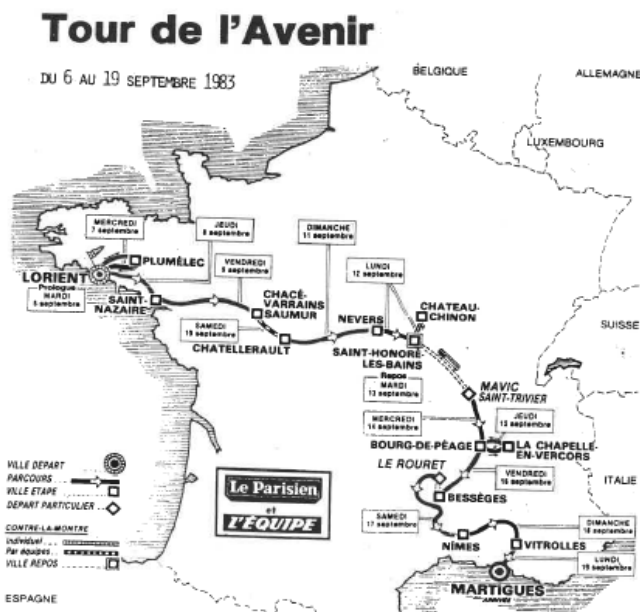 Tour de l'Avenir
DU 6 AU 19 SEPTEMBRE 1983
BELGIQUE
ALLEMAGNE
LUXEMBOURG
MERCREDI
7 septembre
JEUDI
8 septembre
DIMANCHE
11 septembre
PLUMÉLEC
VENDREDI
9 septembre
LUNDI
12 septembre
LORIENT
Prologue
MARDI
6 septembre
SAINT-
NAZAIRE
CHACÉ-
VARRAINS
SAUMUR
NEVERS
CHATEAU-
CHINON
SUISSE
SAMEDI
10 septembre
CHATELLERAULT
SAINT-HONORÉ
LES-BAINS
Repos
MARDI
13 septembre
MAVIC
SAINT-TRIVIER
MERCREDI
14 septembre
JEUDI
15 septembre
BOURG-DE-PÉAGE
LA CHAPELLE-
EN-VERCORS
LE ROURET
VENDREDI
16 septembre
ITALIE
BESSÈGES
SAMEDI
17 septembre
DIMANCHE
18 septembre
NÎMES
VITROLLES
LUNDI
19 septembre
MARTIGUES
ARRIVÉE
VILLE DEPART
PARCOURS
VILLE ETAPE
DEPART PARTICULIER
CONTRE-LA-MONTRE
Individuel
Par équipes
VILLE REPOS
Le Parisien
et
L'ÉQUIPE
ESPAGNE